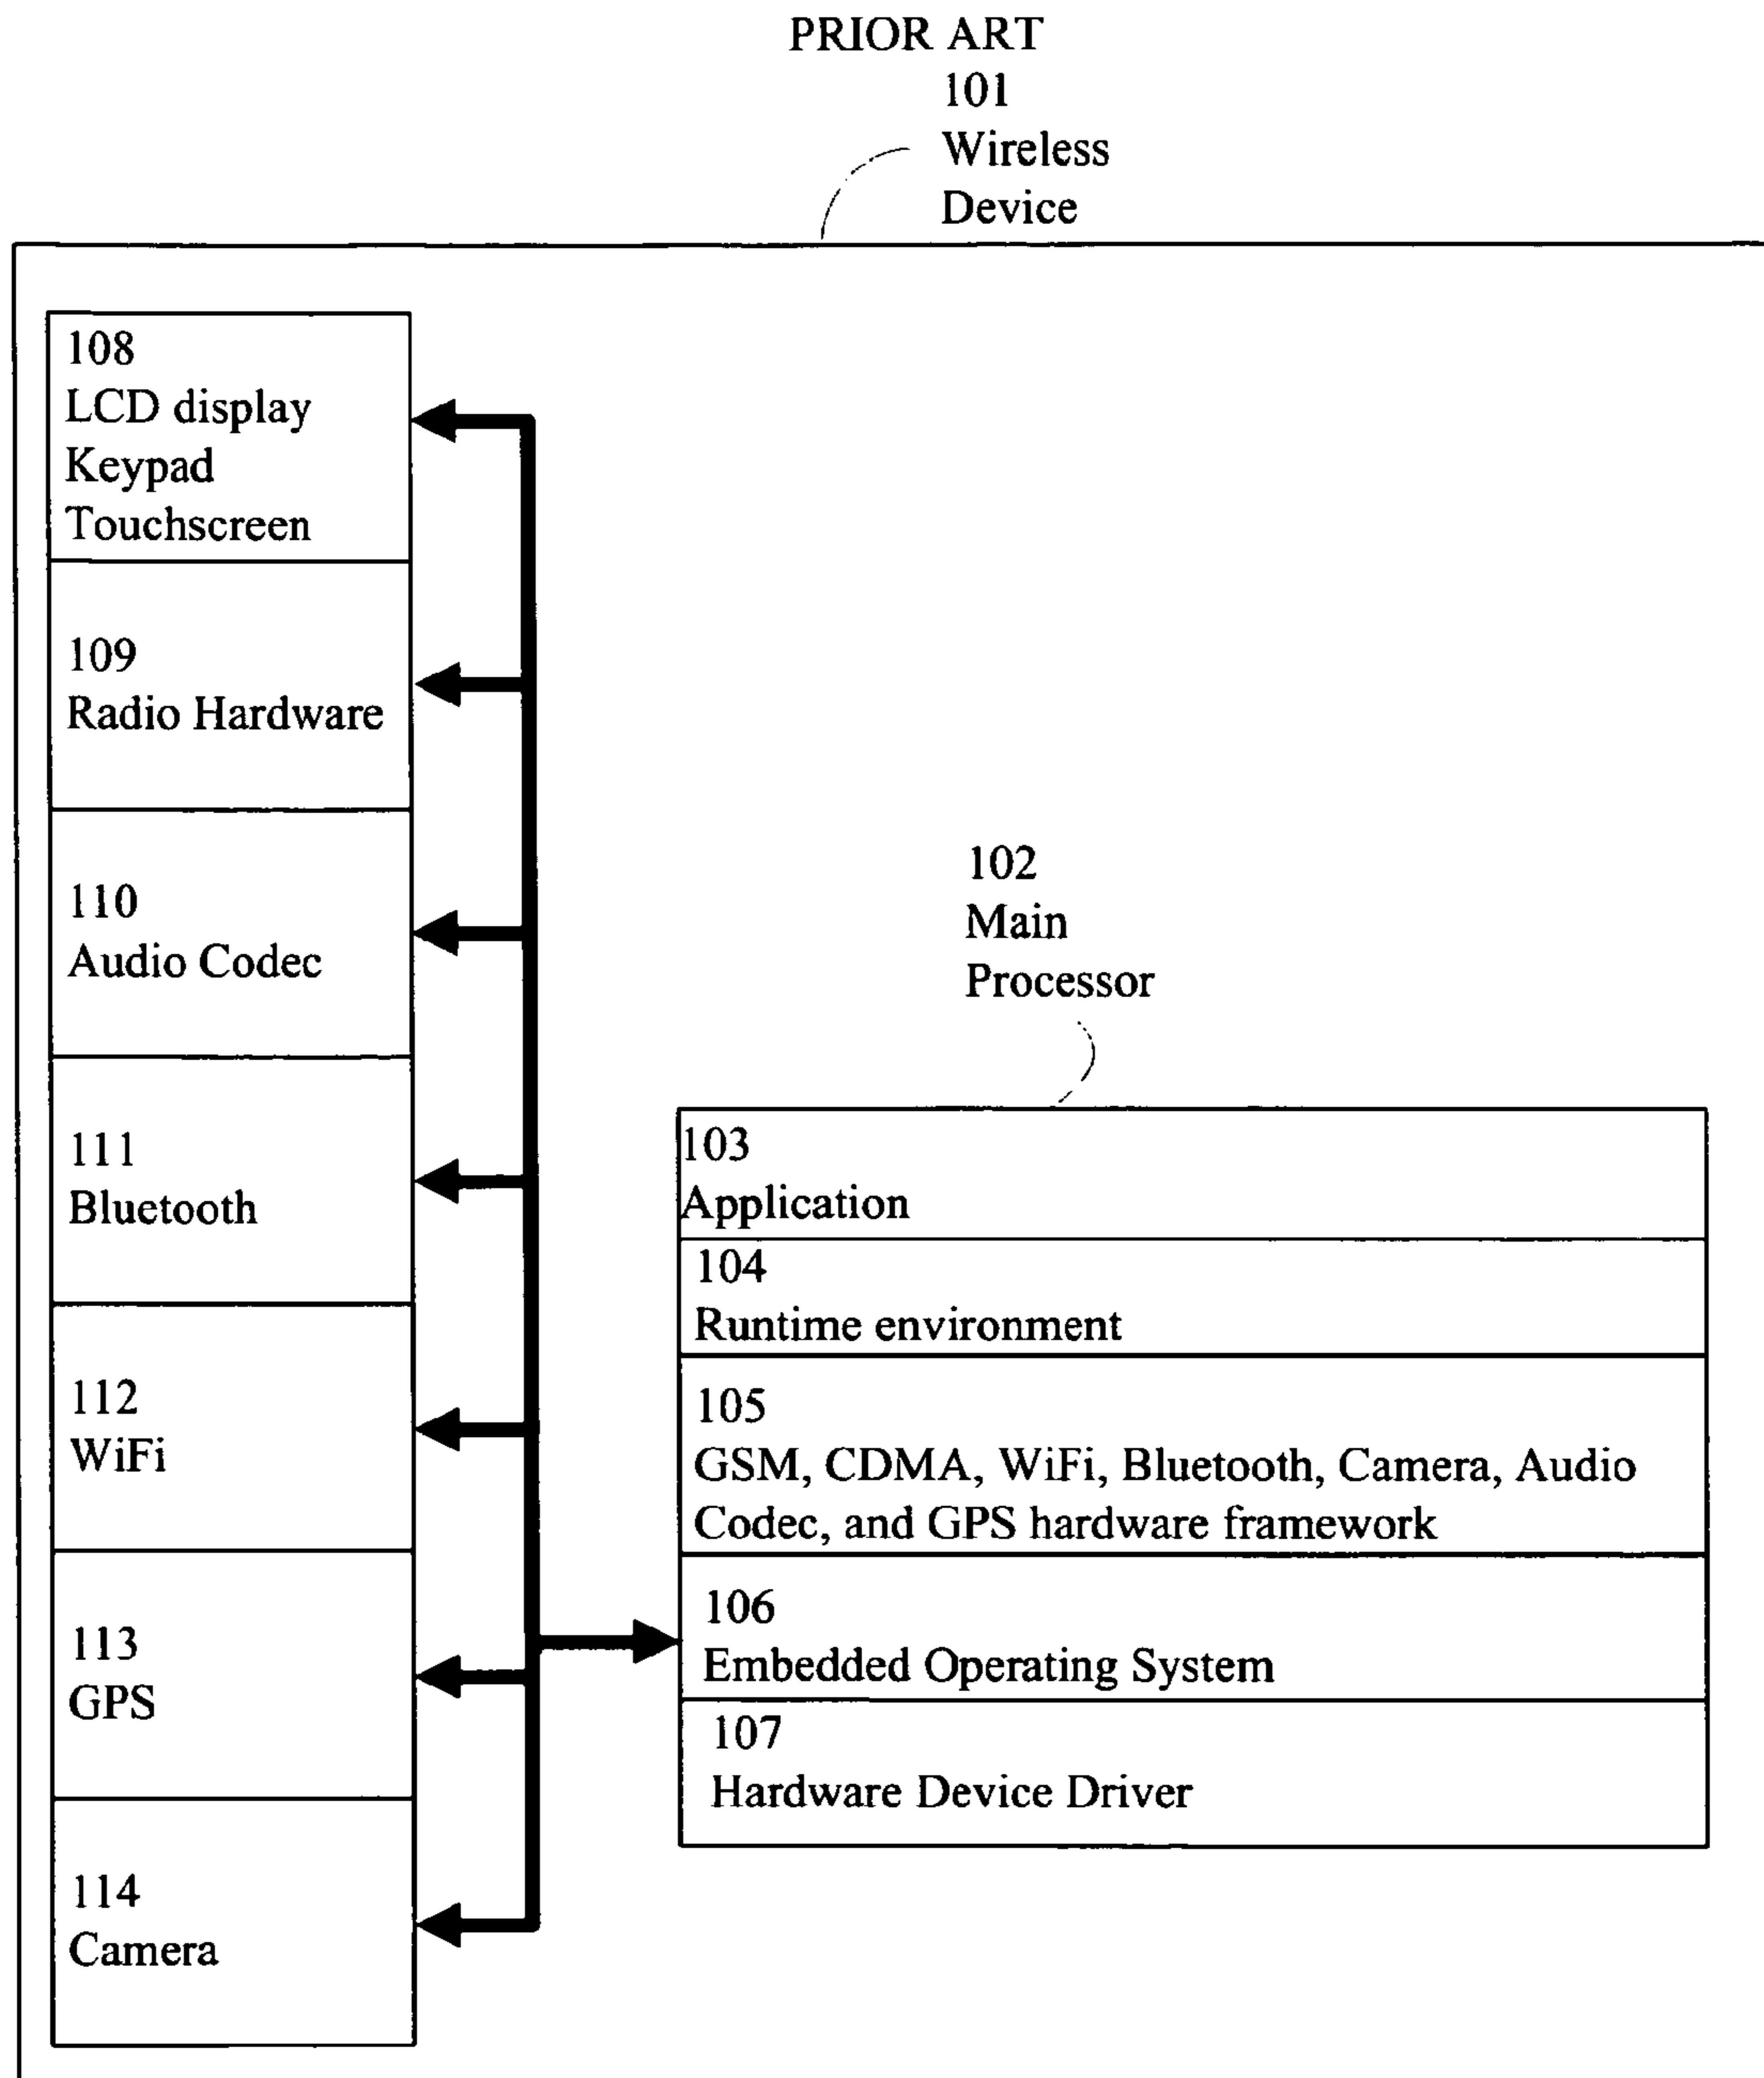 PRIOR ART
101
Wireless
Device
108
LCD display
Keypad
Touchscreen
109
Radio Hardware
110
Audio Codec
111
Bluetooth
112
WiFi
113
GPS
114
Camera
102
Main
Processor
103
Application
104
Runtime environment
105
GSM, CDMA, WiFi, Bluetooth, Camera, Audio
Codec, and GPS hardware framework
106
Embedded Operating System
107
Hardware Device Driver